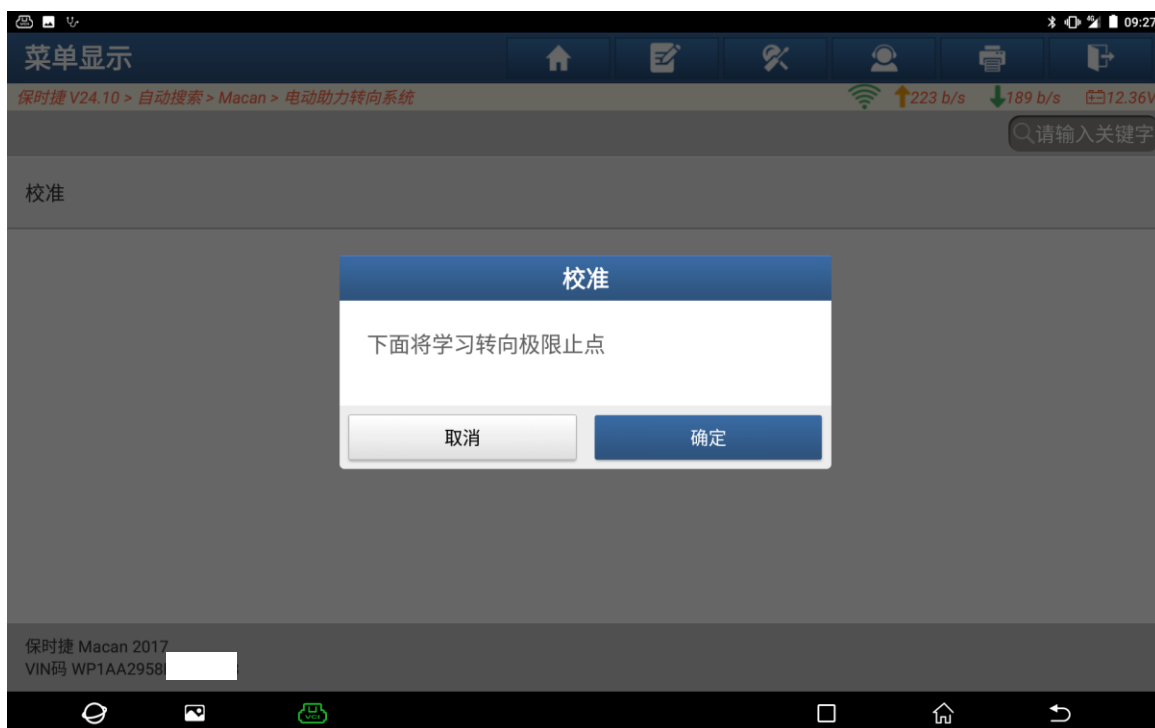 09:27
菜单显示
保时捷 V24.10 > 自动搜索 > Macan > 电动助力转向系统
223 b/s 189 b/s 12.36V
请输入关键字
校准
校准
下面将学习转向极限止点
取消 确定
保时捷 Macan 2017
VIN码 WP1AA2958
VCI